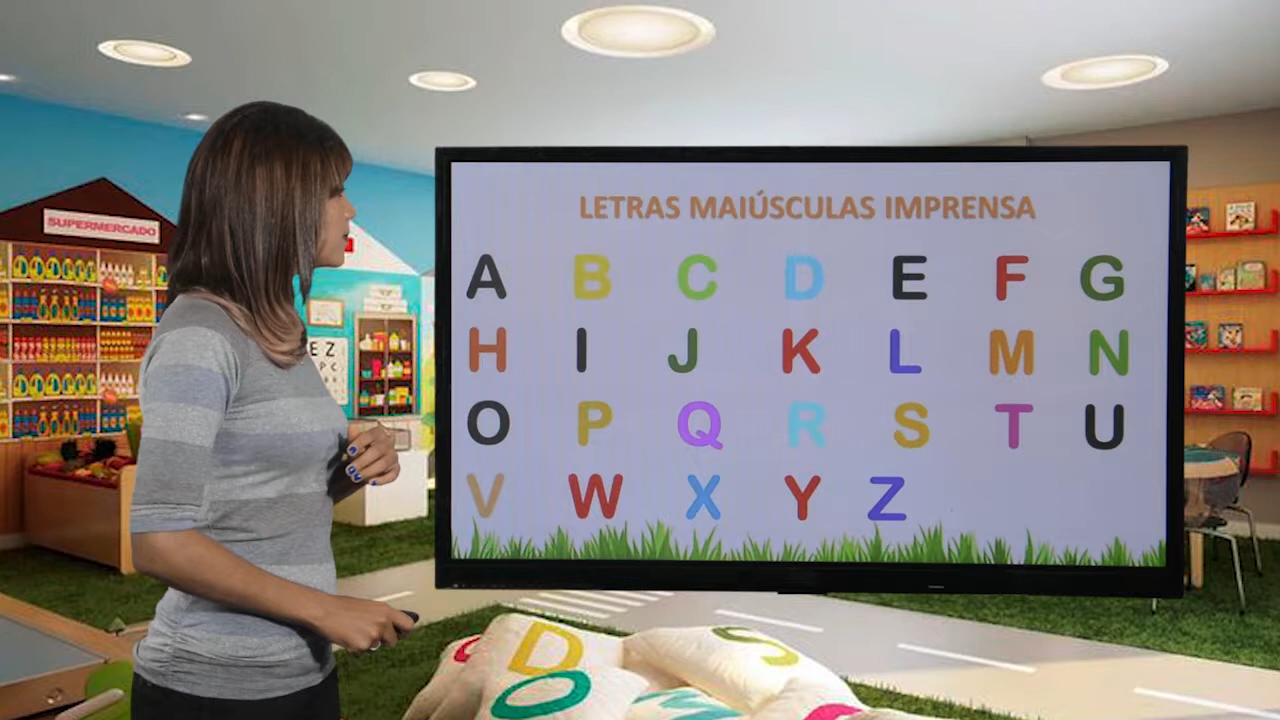 SUPERMERCADO
LETRAS MAIÚSCULAS IMPRENSA
A B C D E F G
H I J K L M N
O P Q R S T U
V W X Y Z
E Z
P C
D
O
S